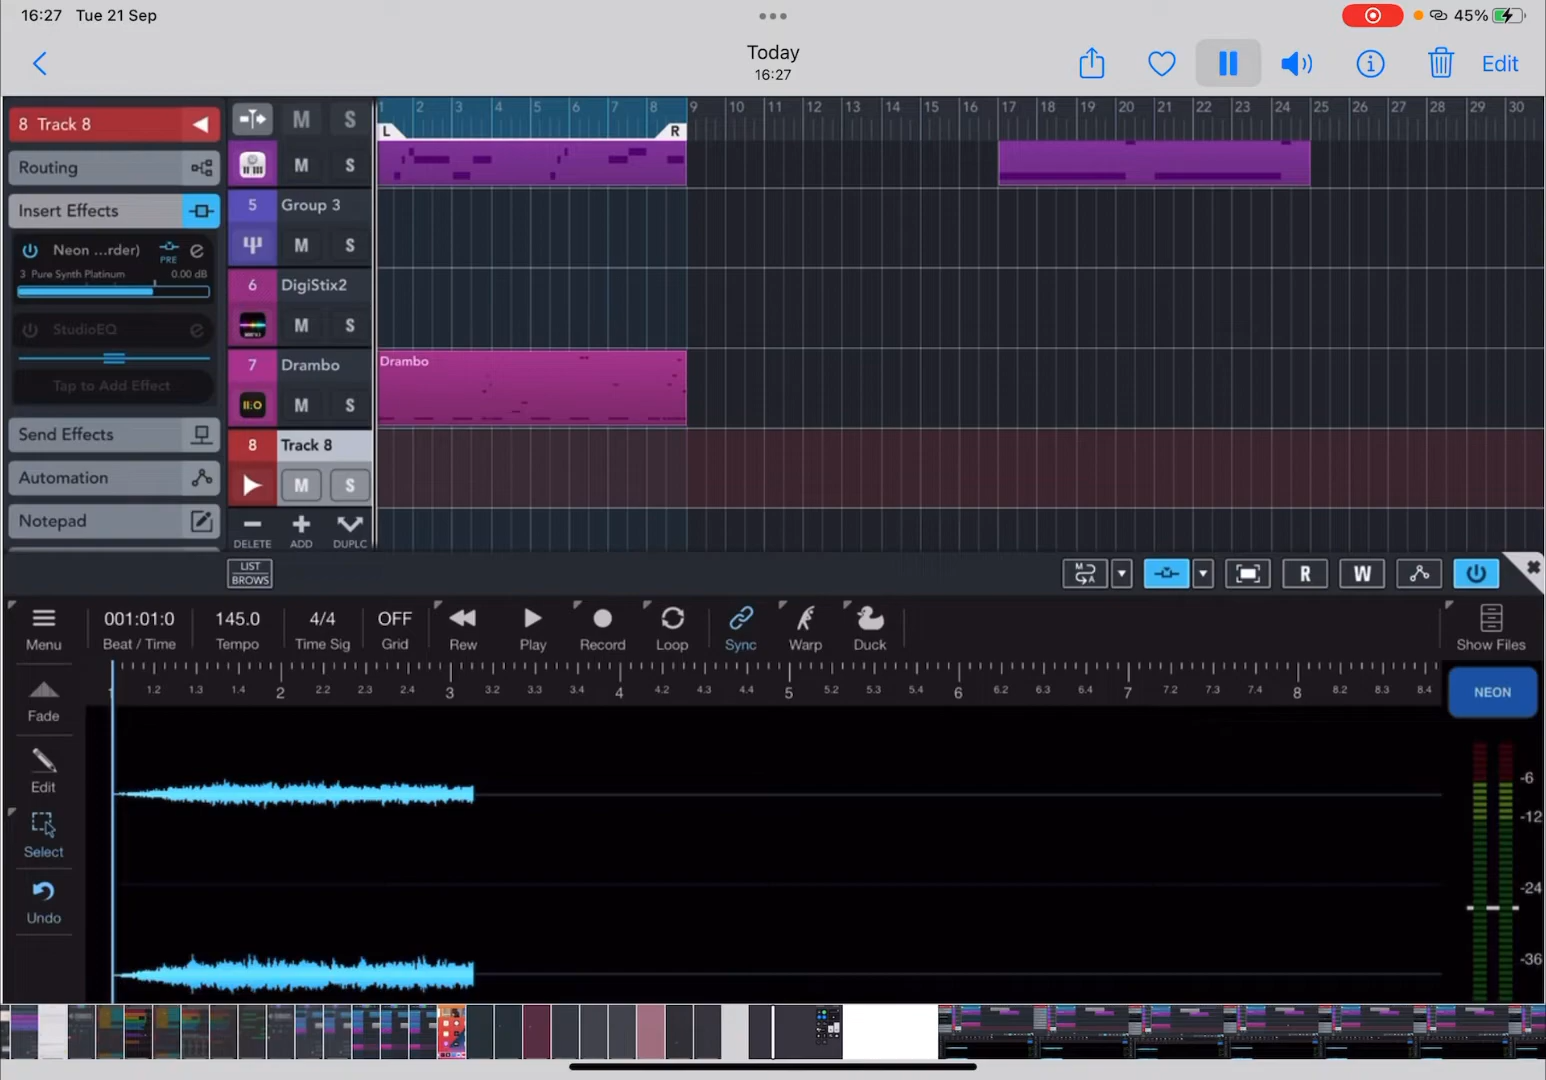 16:27 Tue 21 Sep
45%
Today
16:27
Edit
8 Track 8
M S
1 2 3 4 5 6 7 8 9 10 11 12 13 14 15 16 17 18 19 20 21 22 23 24 25 26 27 28 29 30
L R
Routing
M S
Insert Effects
5 Group 3
M S
Neon ...rder)
PRE
3 Pure Synth Platinum 0.00 dB
6 DigiStix2
M S
StudioEQ
Tap to Add Effect
7 Drambo
Drambo
M S
Send Effects
8 Track 8
M S
Automation
Notepad
DELETE ADD DUPLC
LIST
BROWS
M
A
R W
001:01:0 145.0 4/4 OFF
Menu Beat / Time Tempo Time Sig Grid Rew Play Record Loop Sync Warp Duck Show Files
1 1.2 1.3 1.4 2 2.2 2.3 2.4 3 3.2 3.3 3.4 4 4.2 4.3 4.4 5 5.2 5.3 5.4 6 6.2 6.3 6.4 7 7.2 7.3 7.4 8 8.2 8.3 8.4
NEON
Fade
Edit
Select
Undo
-6
-12
-24
-36